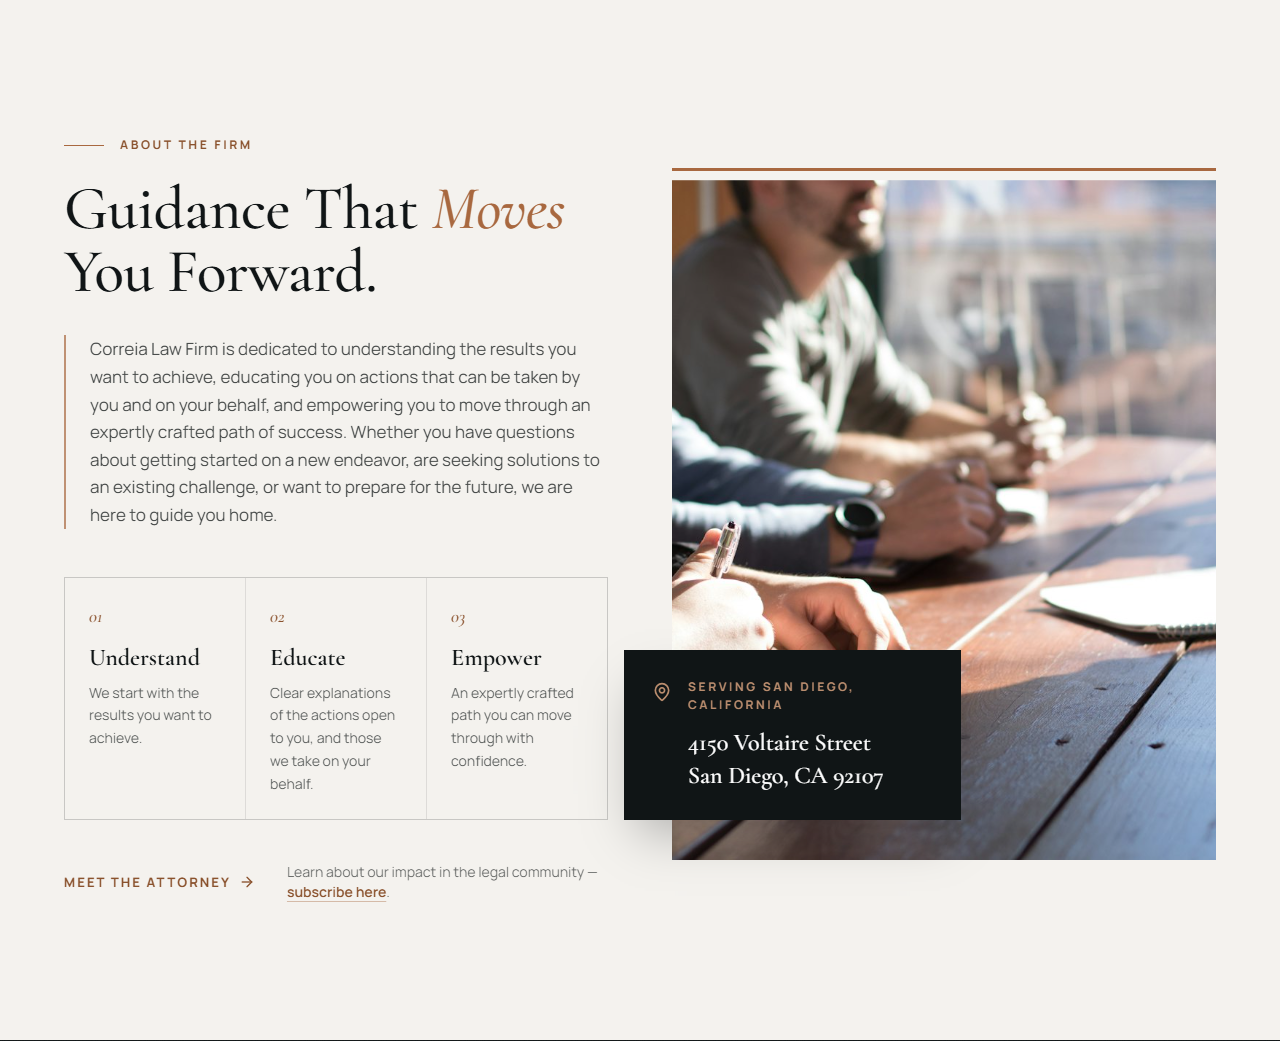 ABOUT THE FIRM
Guidance That Moves
You Forward.
Correia Law Firm is dedicated to understanding the results you
want to achieve, educating you on actions that can be taken by
you and on your behalf, and empowering you to move through an
expertly crafted path of success. Whether you have questions
about getting started on a new endeavor, are seeking solutions to
an existing challenge, or want to prepare for the future, we are
here to guide you home.
01
Understand
We start with the
results you want to
achieve.
02
Educate
Clear explanations
of the actions open
to you, and those
we take on your
behalf.
03
Empower
An expertly crafted
path you can move
through with
confidence.
MEET THE ATTORNEY →
Learn about our impact in the legal community —
subscribe here.
SERVING SAN DIEGO,
CALIFORNIA
4150 Voltaire Street
San Diego, CA 92107